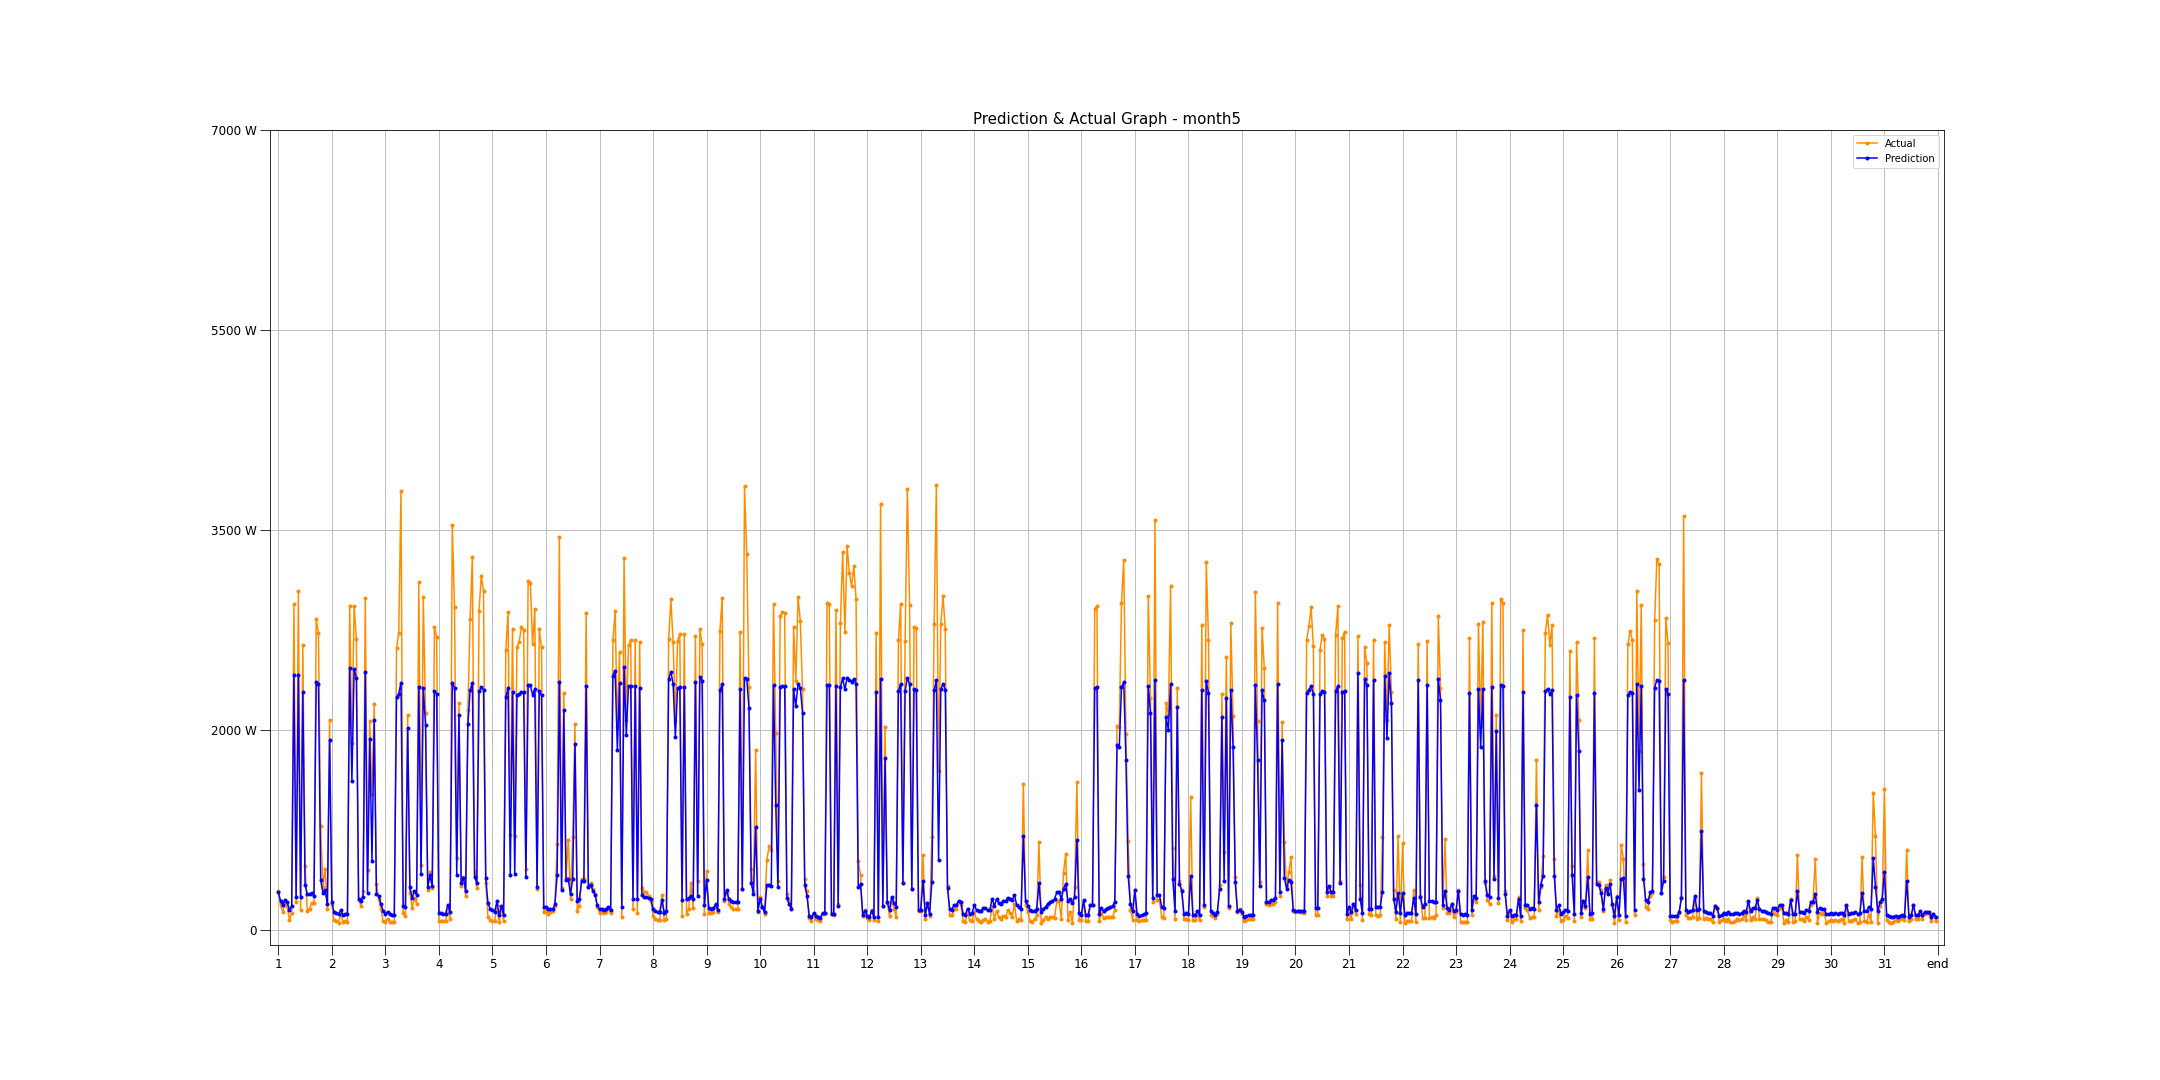 Prediction & Actual Graph - month5
7000 W
5500 W
3500 W
2000 W
0
Actual
Prediction
1 2 3 4 5 6 7 8 9 10 11 12 13 14 15 16 17 18 19 20 21 22 23 24 25 26 27 28 29 30 31 end